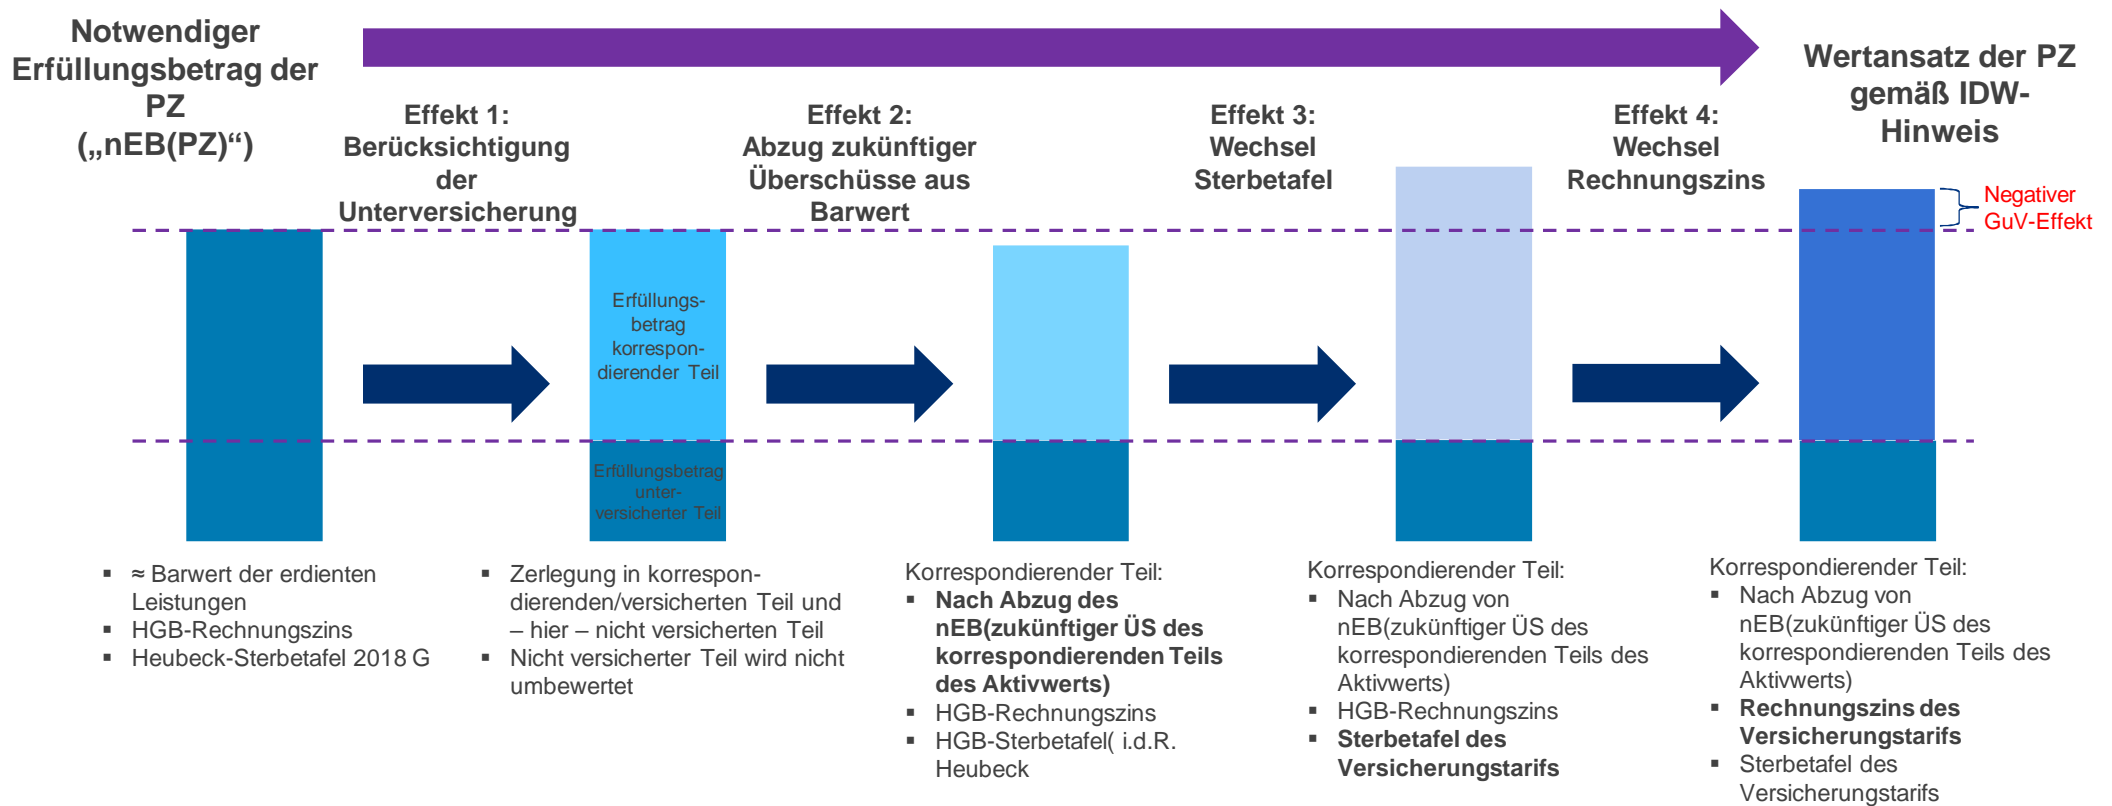 Notwendiger
Erfüllungsbetrag der
PZ
(„nEB(PZ)“)
Effekt 1:
Berücksichtigung
der
Unterversicherung
Effekt 2:
Abzug zukünftiger
Überschüsse aus
Barwert
Effekt 3:
Wechsel
Sterbetafel
Effekt 4:
Wechsel
Rechnungszins
Wertansatz der PZ
gemäß IDW-
Hinweis
Negativer
GuV-Effekt
Erfüllungs-
betrag
korrespon-
dierender Teil
Erfüllungsbetrag
unter-
versicherter Teil
▪ ≈ Barwert der erdienten
Leistungen
▪ HGB-Rechnungszins
▪ Heubeck-Sterbetafel 2018 G
▪ Zerlegung in korrespon-
dierenden/versicherten Teil und
– hier – nicht versicherten Teil
▪ Nicht versicherter Teil wird nicht
umbewertet
Korrespondierender Teil:
▪ Nach Abzug des
nEB(zukünftiger ÜS des
korrespondierenden Teils
des Aktivwerts)
▪ HGB-Rechnungszins
▪ HGB-Sterbetafel( i.d.R.
Heubeck
Korrespondierender Teil:
▪ Nach Abzug von
nEB(zukünftiger ÜS des
korrespondierenden Teils des
Aktivwerts)
▪ HGB-Rechnungszins
▪ Sterbetafel des
Versicherungstarifs
Korrespondierender Teil:
▪ Nach Abzug von
nEB(zukünftiger ÜS des
korrespondierenden Teils des
Aktivwerts)
▪ Rechnungszins des
Versicherungstarifs
▪ Sterbetafel des
Versicherungstarifs